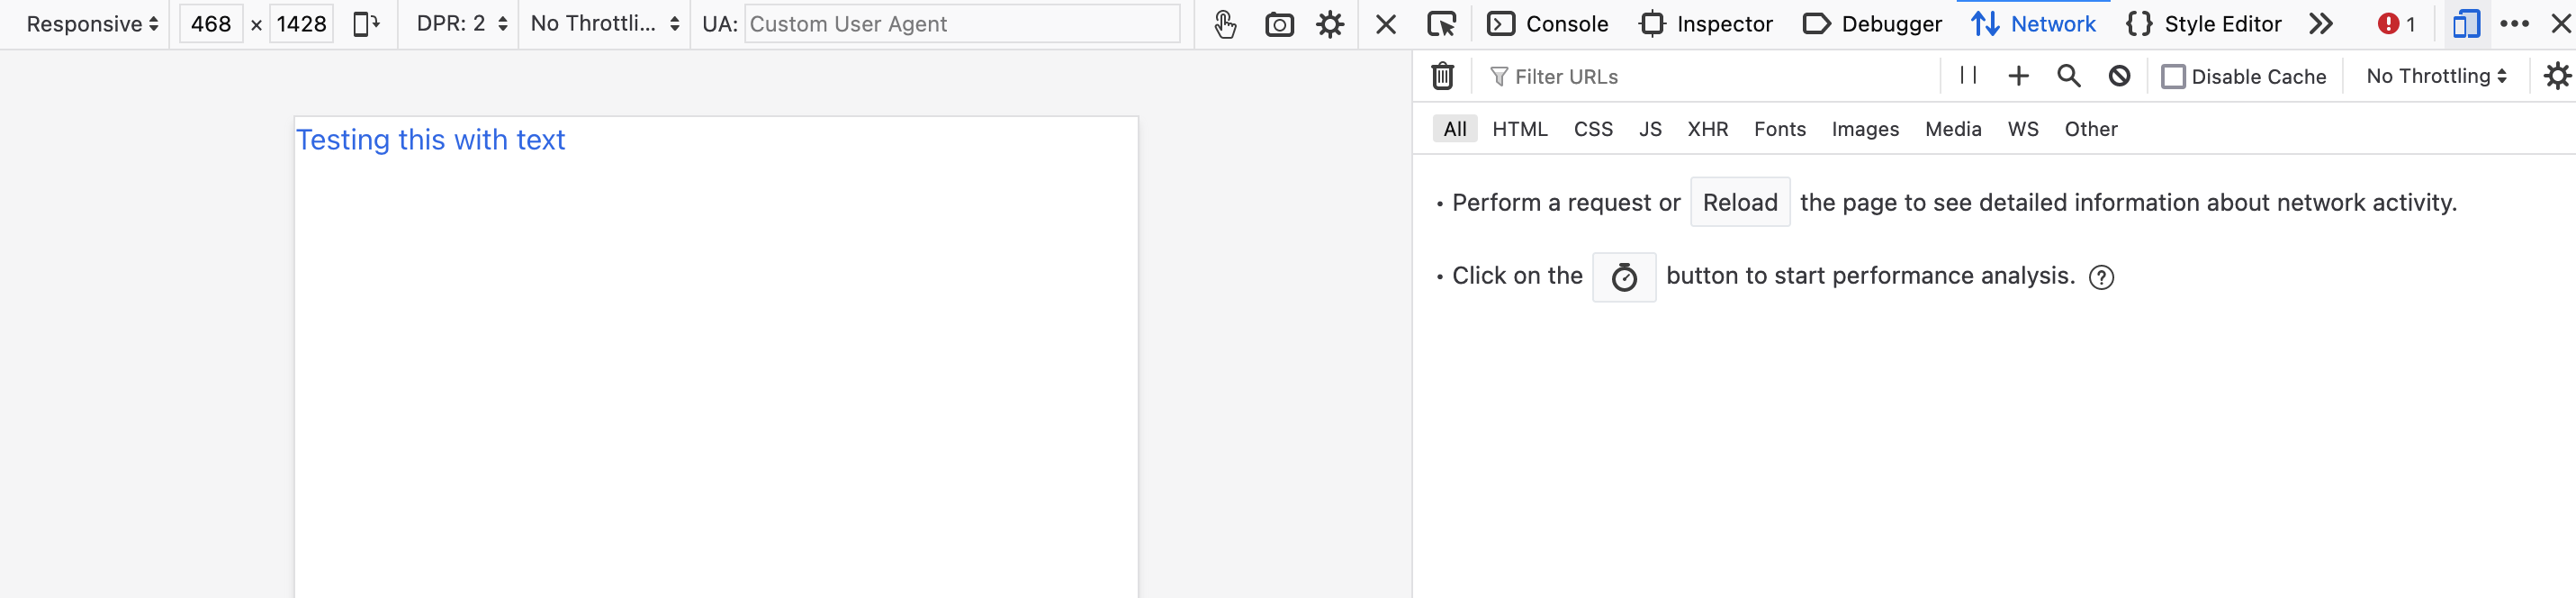 Responsive 468 × 1428 DPR: 2 No Throttli... UA: Custom User Agent Console Inspector Debugger Network Style Editor 1
Filter URLs Disable Cache No Throttling
All HTML CSS JS XHR Fonts Images Media WS Other
Testing this with text
• Perform a request or Reload the page to see detailed information about network activity.
• Click on the button to start performance analysis. ?